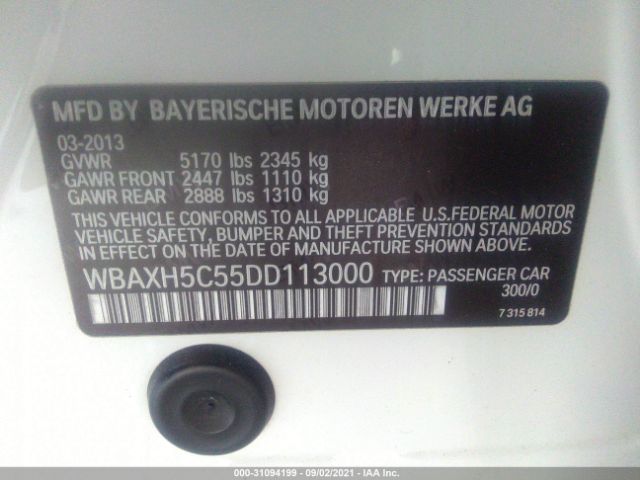 MFD BY BAYERISCHE MOTOREN WERKE AG
03-2013
GVWR 5170 lbs 2345 kg
GAWR FRONT 2447 lbs 1110 kg
GAWR REAR 2888 lbs 1310 kg
THIS VEHICLE CONFORMS TO ALL APPLICABLE U.S.FEDERAL MOTOR
VEHICLE SAFETY, BUMPER AND THEFT PREVENTION STANDARDS
IN EFFECT ON THE DATE OF MANUFACTURE SHOWN ABOVE.
WBAXH5C55DD113000 TYPE: PASSENGER CAR
300/0
7 315 814
000-31094199 - 09/02/2021 - IAA Inc.